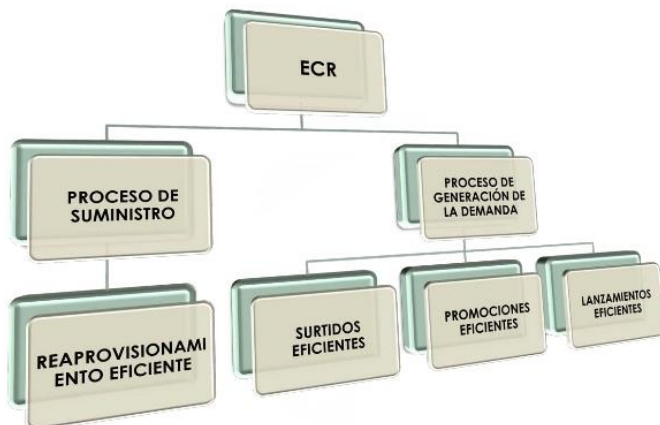 ECR
PROCESO DE
SUMINISTRO
PROCESO DE
GENERACIÓN DE
LA DEMANDA
REAPROVISIONAMI
ENTO EFICIENTE
SURTIDOS
EFICIENTES
PROMOCIONES
EFICIENTES
LANZAMIENTOS
EFICIENTES